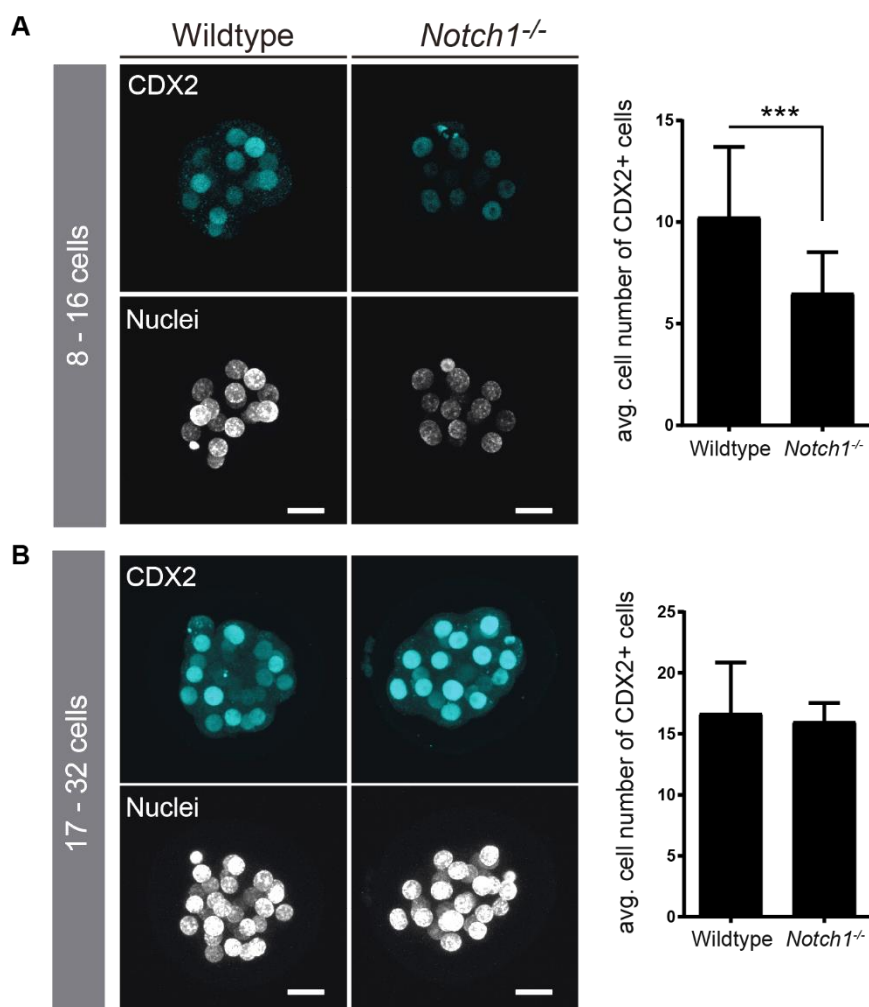 A
Wildtype
Notch1-/-
8 - 16 cells
CDX2
Nuclei
***
avg. cell number of CDX2+ cells
15
10
5
0
Wildtype
Notch1-/-
B
17 - 32 cells
CDX2
Nuclei
avg. cell number of CDX2+ cells
25
20
15
10
5
0
Wildtype
Notch1-/-